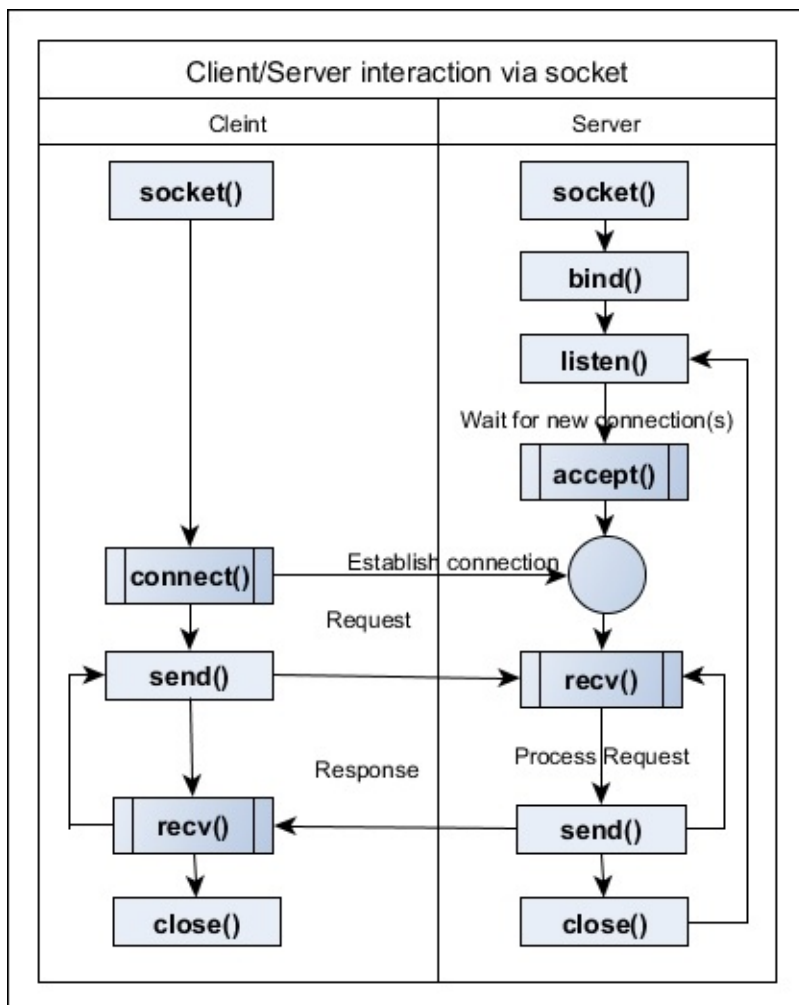 Client/Server interaction via socket
Cleint
Server
socket()
socket()
bind()
listen()
Wait for new connection(s)
accept()
connect()
Establish connection
Request
send()
recv()
Process Request
Response
recv()
send()
close()
close()